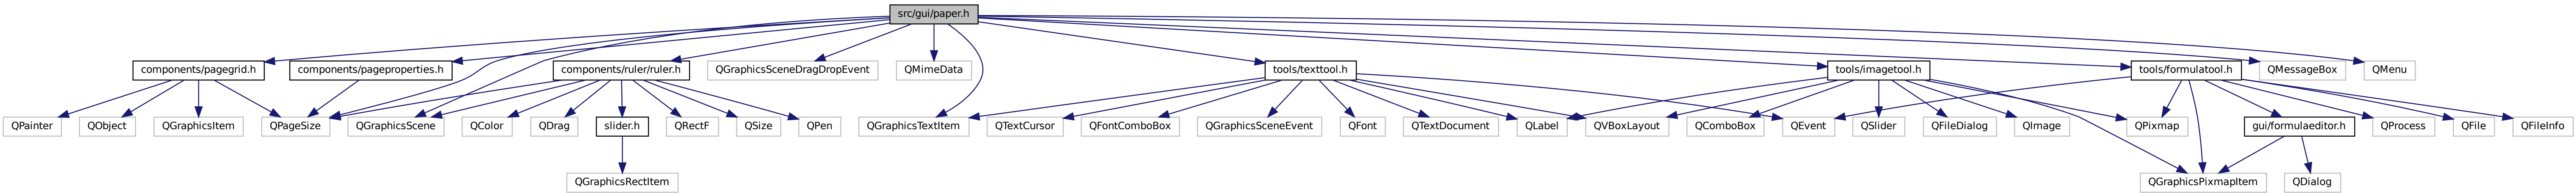 src/gui/paper.h
components/pagegrid.h
components/pageproperties.h
components/ruler/ruler.h
QGraphicsSceneDragDropEvent
QMimeData
tools/texttool.h
tools/imagetool.h
tools/formulatool.h
QMessageBox
QMenu
QPainter
QObject
QGraphicsItem
QPageSize
QGraphicsScene
QColor
QDrag
slider.h
QRectF
QSize
QPen
QGraphicsTextItem
QTextCursor
QFontComboBox
QGraphicsSceneEvent
QFont
QTextDocument
QLabel
QVBoxLayout
QComboBox
QEvent
QSlider
QFileDialog
QImage
QPixmap
gui/formulaeditor.h
QProcess
QFile
QFileInfo
QGraphicsRectItem
QGraphicsPixmapItem
QDialog